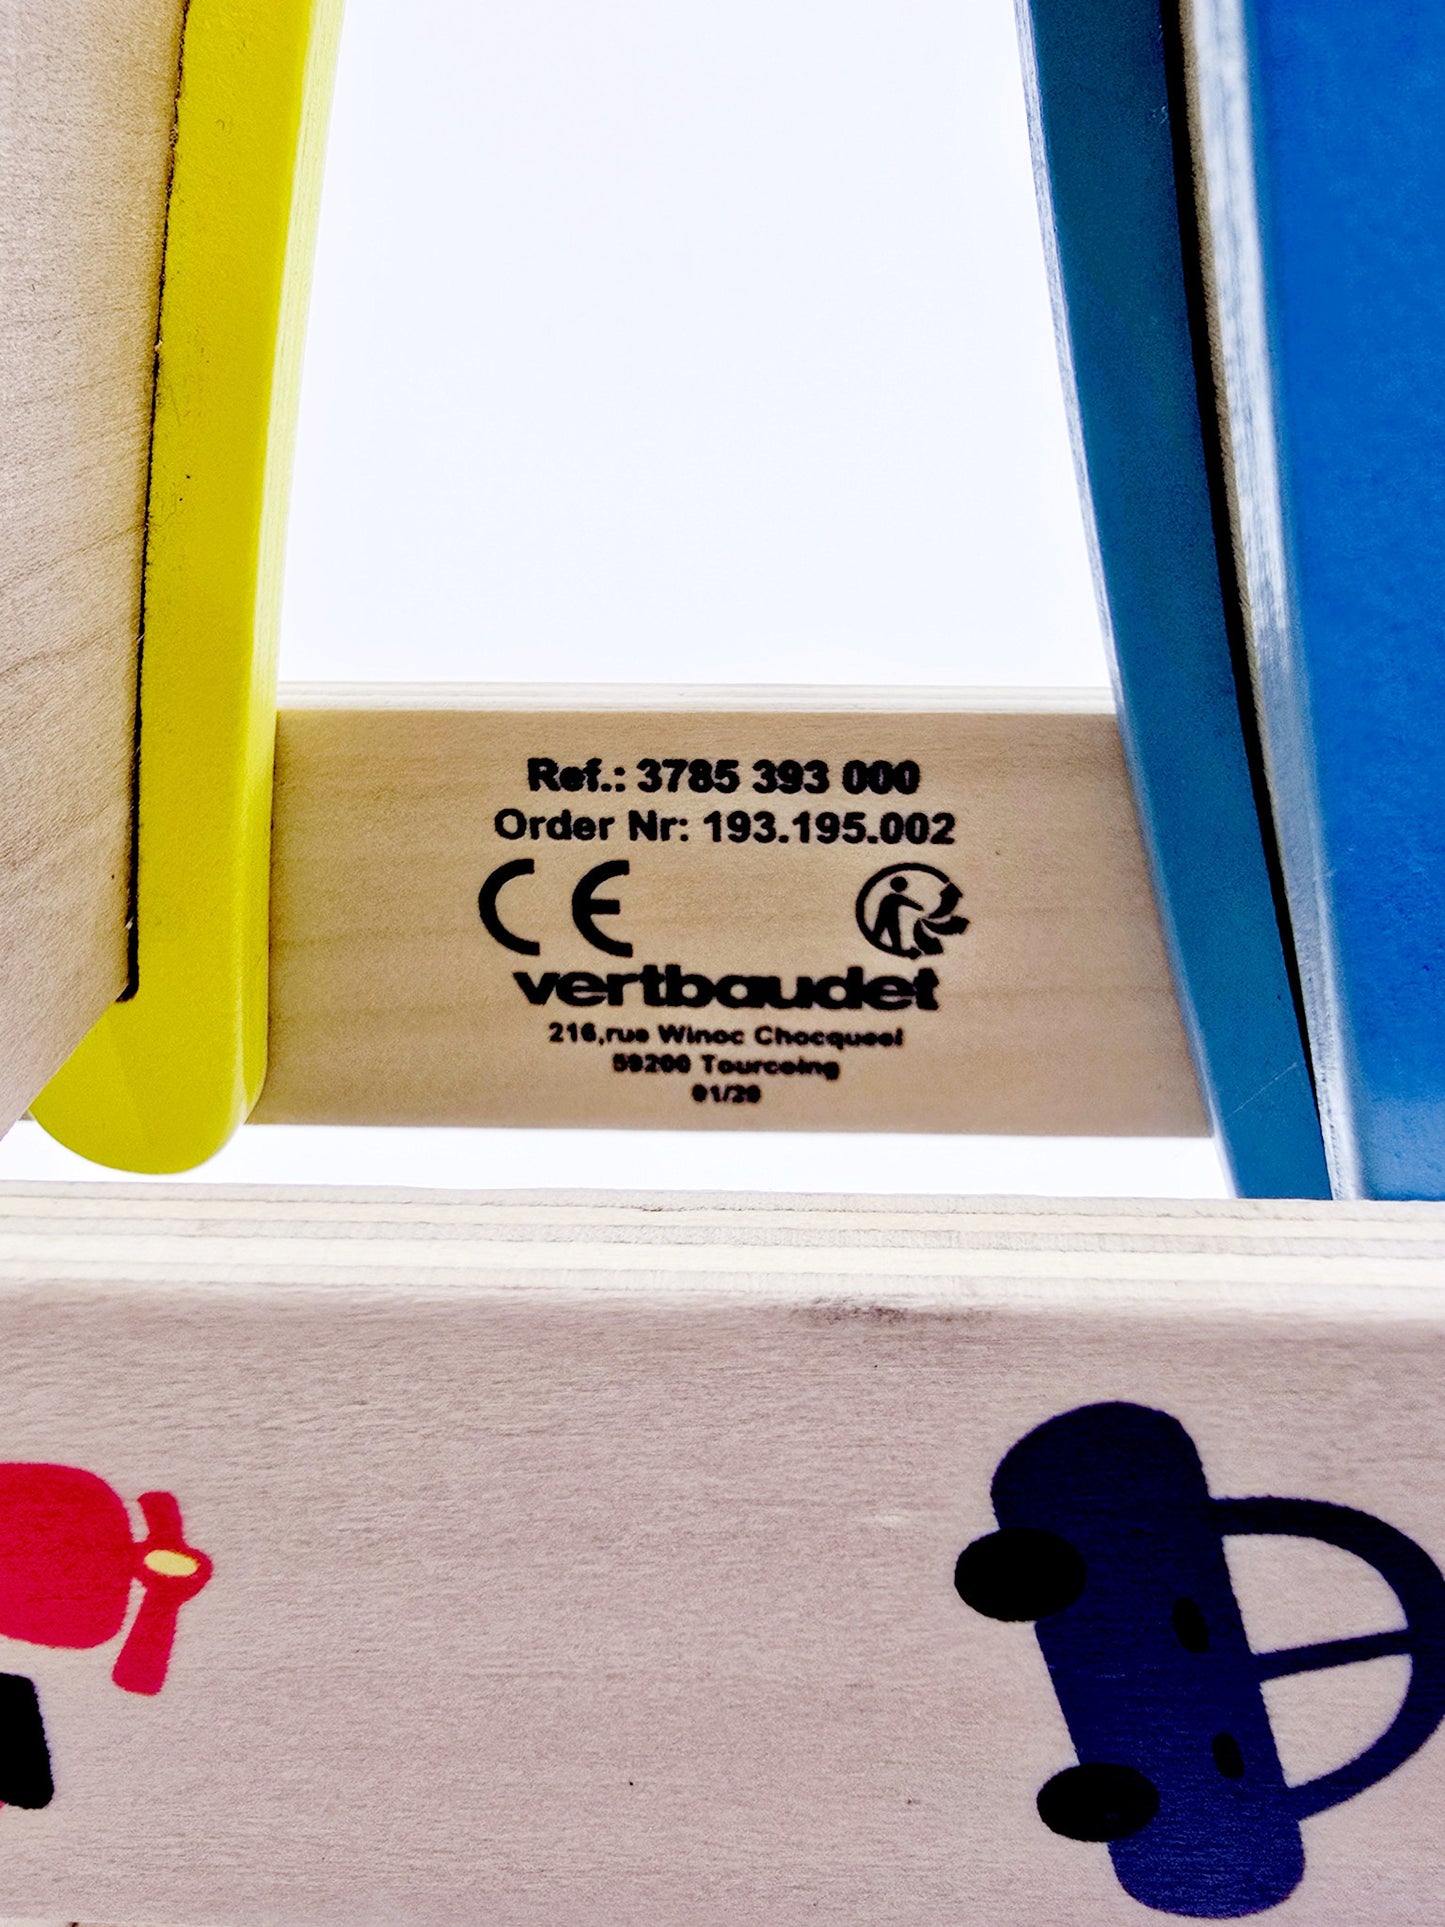 Ref.: 3785 393 000
Order Nr: 193.195.002
CE
vertbaudet
216,rue Winoc Chocqueel
59200 Tourcoing
01/20